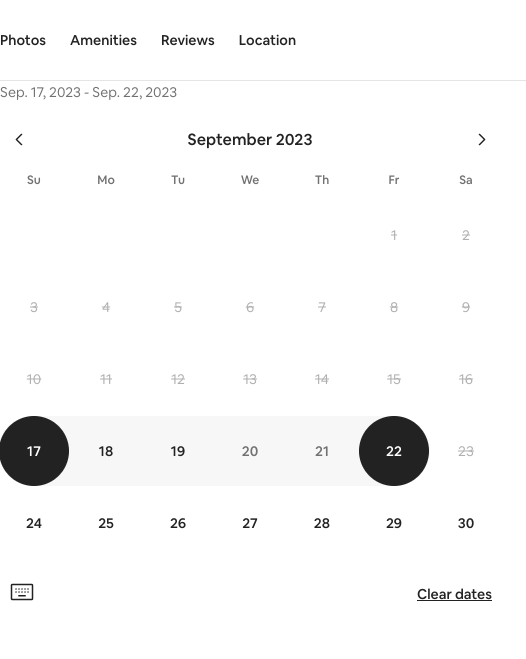 Photos Amenities Reviews Location
Sep. 17, 2023 - Sep. 22, 2023
September 2023
Su Mo Tu We Th Fr Sa
1 2
3 4 5 6 7 8 9
10 11 12 13 14 15 16
17 18 19 20 21 22 23
24 25 26 27 28 29 30
Clear dates